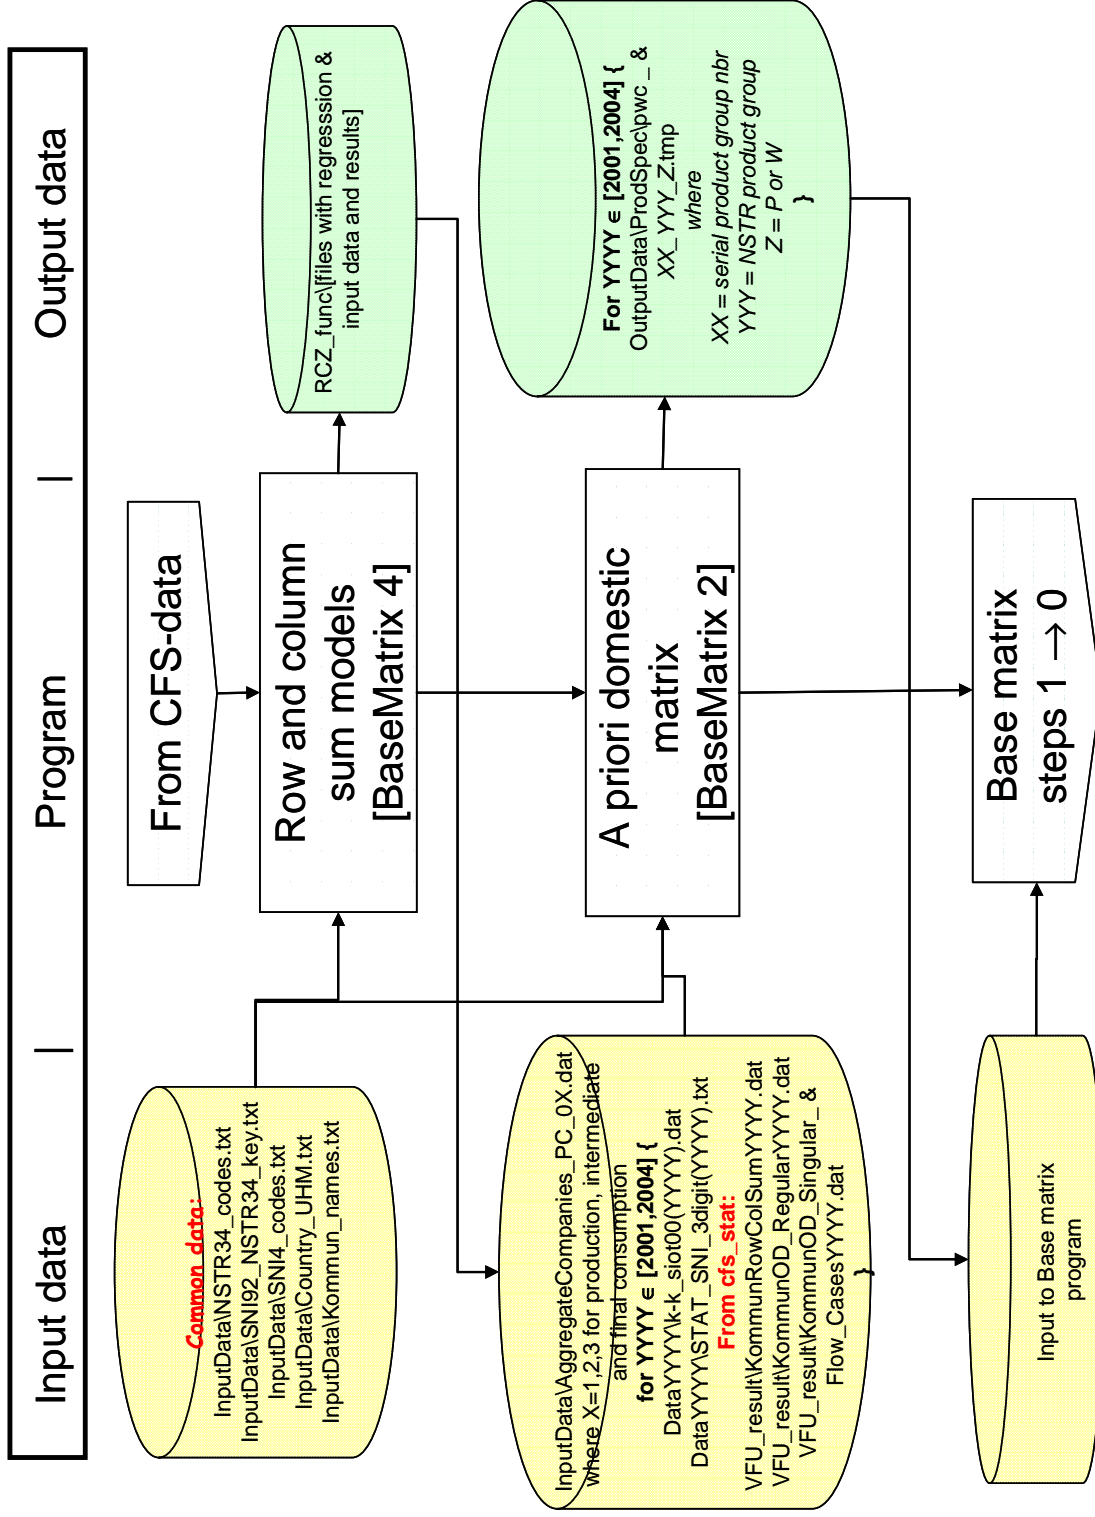 Input data | Program | Output data
From CFS-data
Common data:
InputData\NSTR34_codes.txt
InputData\SNI92_NSTR34_key.txt
InputData\SNI4_codes.txt
InputData\Country_UHM.txt
InputData\Kommun_names.txt
Row and column
sum models
[BaseMatrix 4]
RCZ_func\[files with regresssion &
input data and results]
InputData\AggregateCompanies_PC_0X.dat
where X=1,2,3 for production, intermediate
and final consumption
for YYYY ∈ [2001,2004] {
DataYYYY\k-k_siot00(YYYY).dat
DataYYYY\STAT_SNI_3digit(YYYY).txt
From cfs_stat:
VFU_result\KommunRowColSumYYYY.dat
VFU_result\KommunOD_RegularYYYY.dat
VFU_result\KommunOD_Singular_ &
Flow_CasesYYYY.dat
}
A priori domestic
matrix
[BaseMatrix 2]
For YYYY ∈ [2001,2004] {
OutputData\ProdSpec\pwc_ &
XX_YYY_Z.tmp
where
XX = serial product group nbr
YYY = NSTR product group
Z = P or W
}
Input to Base matrix
program
Base matrix
steps 1 → 0